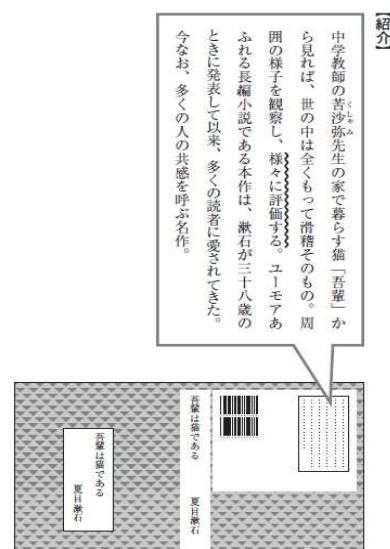 【紹介】
中学教師の苦沙弥先生の家で暮らす猫「吾輩」か
くしゃみ
ら見れば、世の中は全くもって滑稽そのもの。周
囲の様子を観察し、様々に評価する。ユーモアあ
ふれる長編小説である本作は、漱石が三十八歳の
ときに発表して以来、多くの読者に愛されてきた。
今なお、多くの人の共感を呼ぶ名作。
吾輩は猫である　夏目漱石
吾輩は猫である
夏目漱石